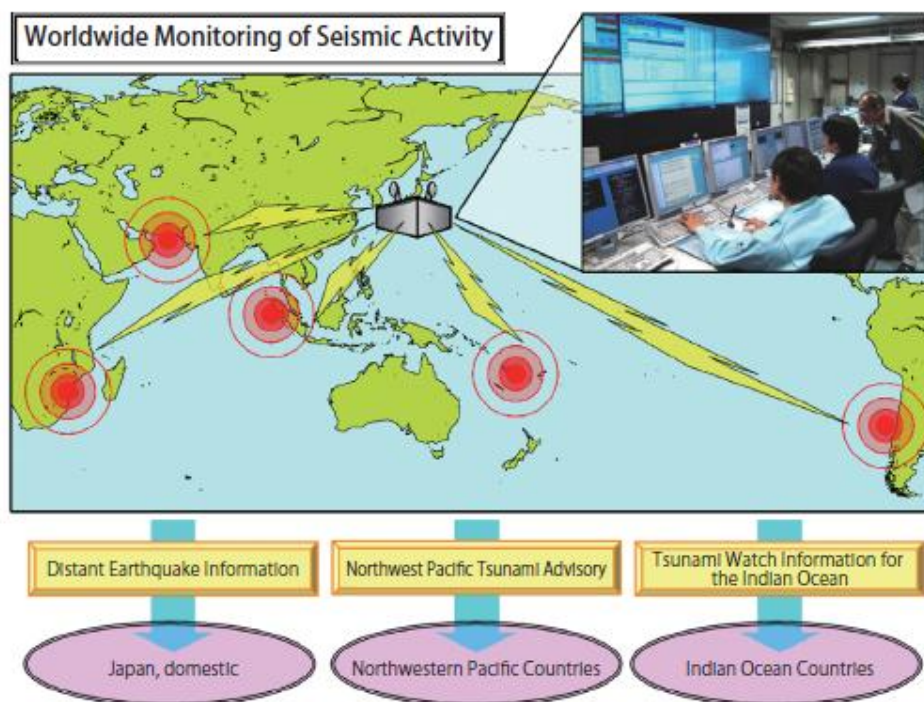 Worldwide Monitoring of Seismic Activity
Distant Earthquake Information
Northwest Pacific Tsunami Advisory
Tsunami Watch Information for
the Indian Ocean
Japan, domestic
Northwestern Pacific Countries
Indian Ocean Countries